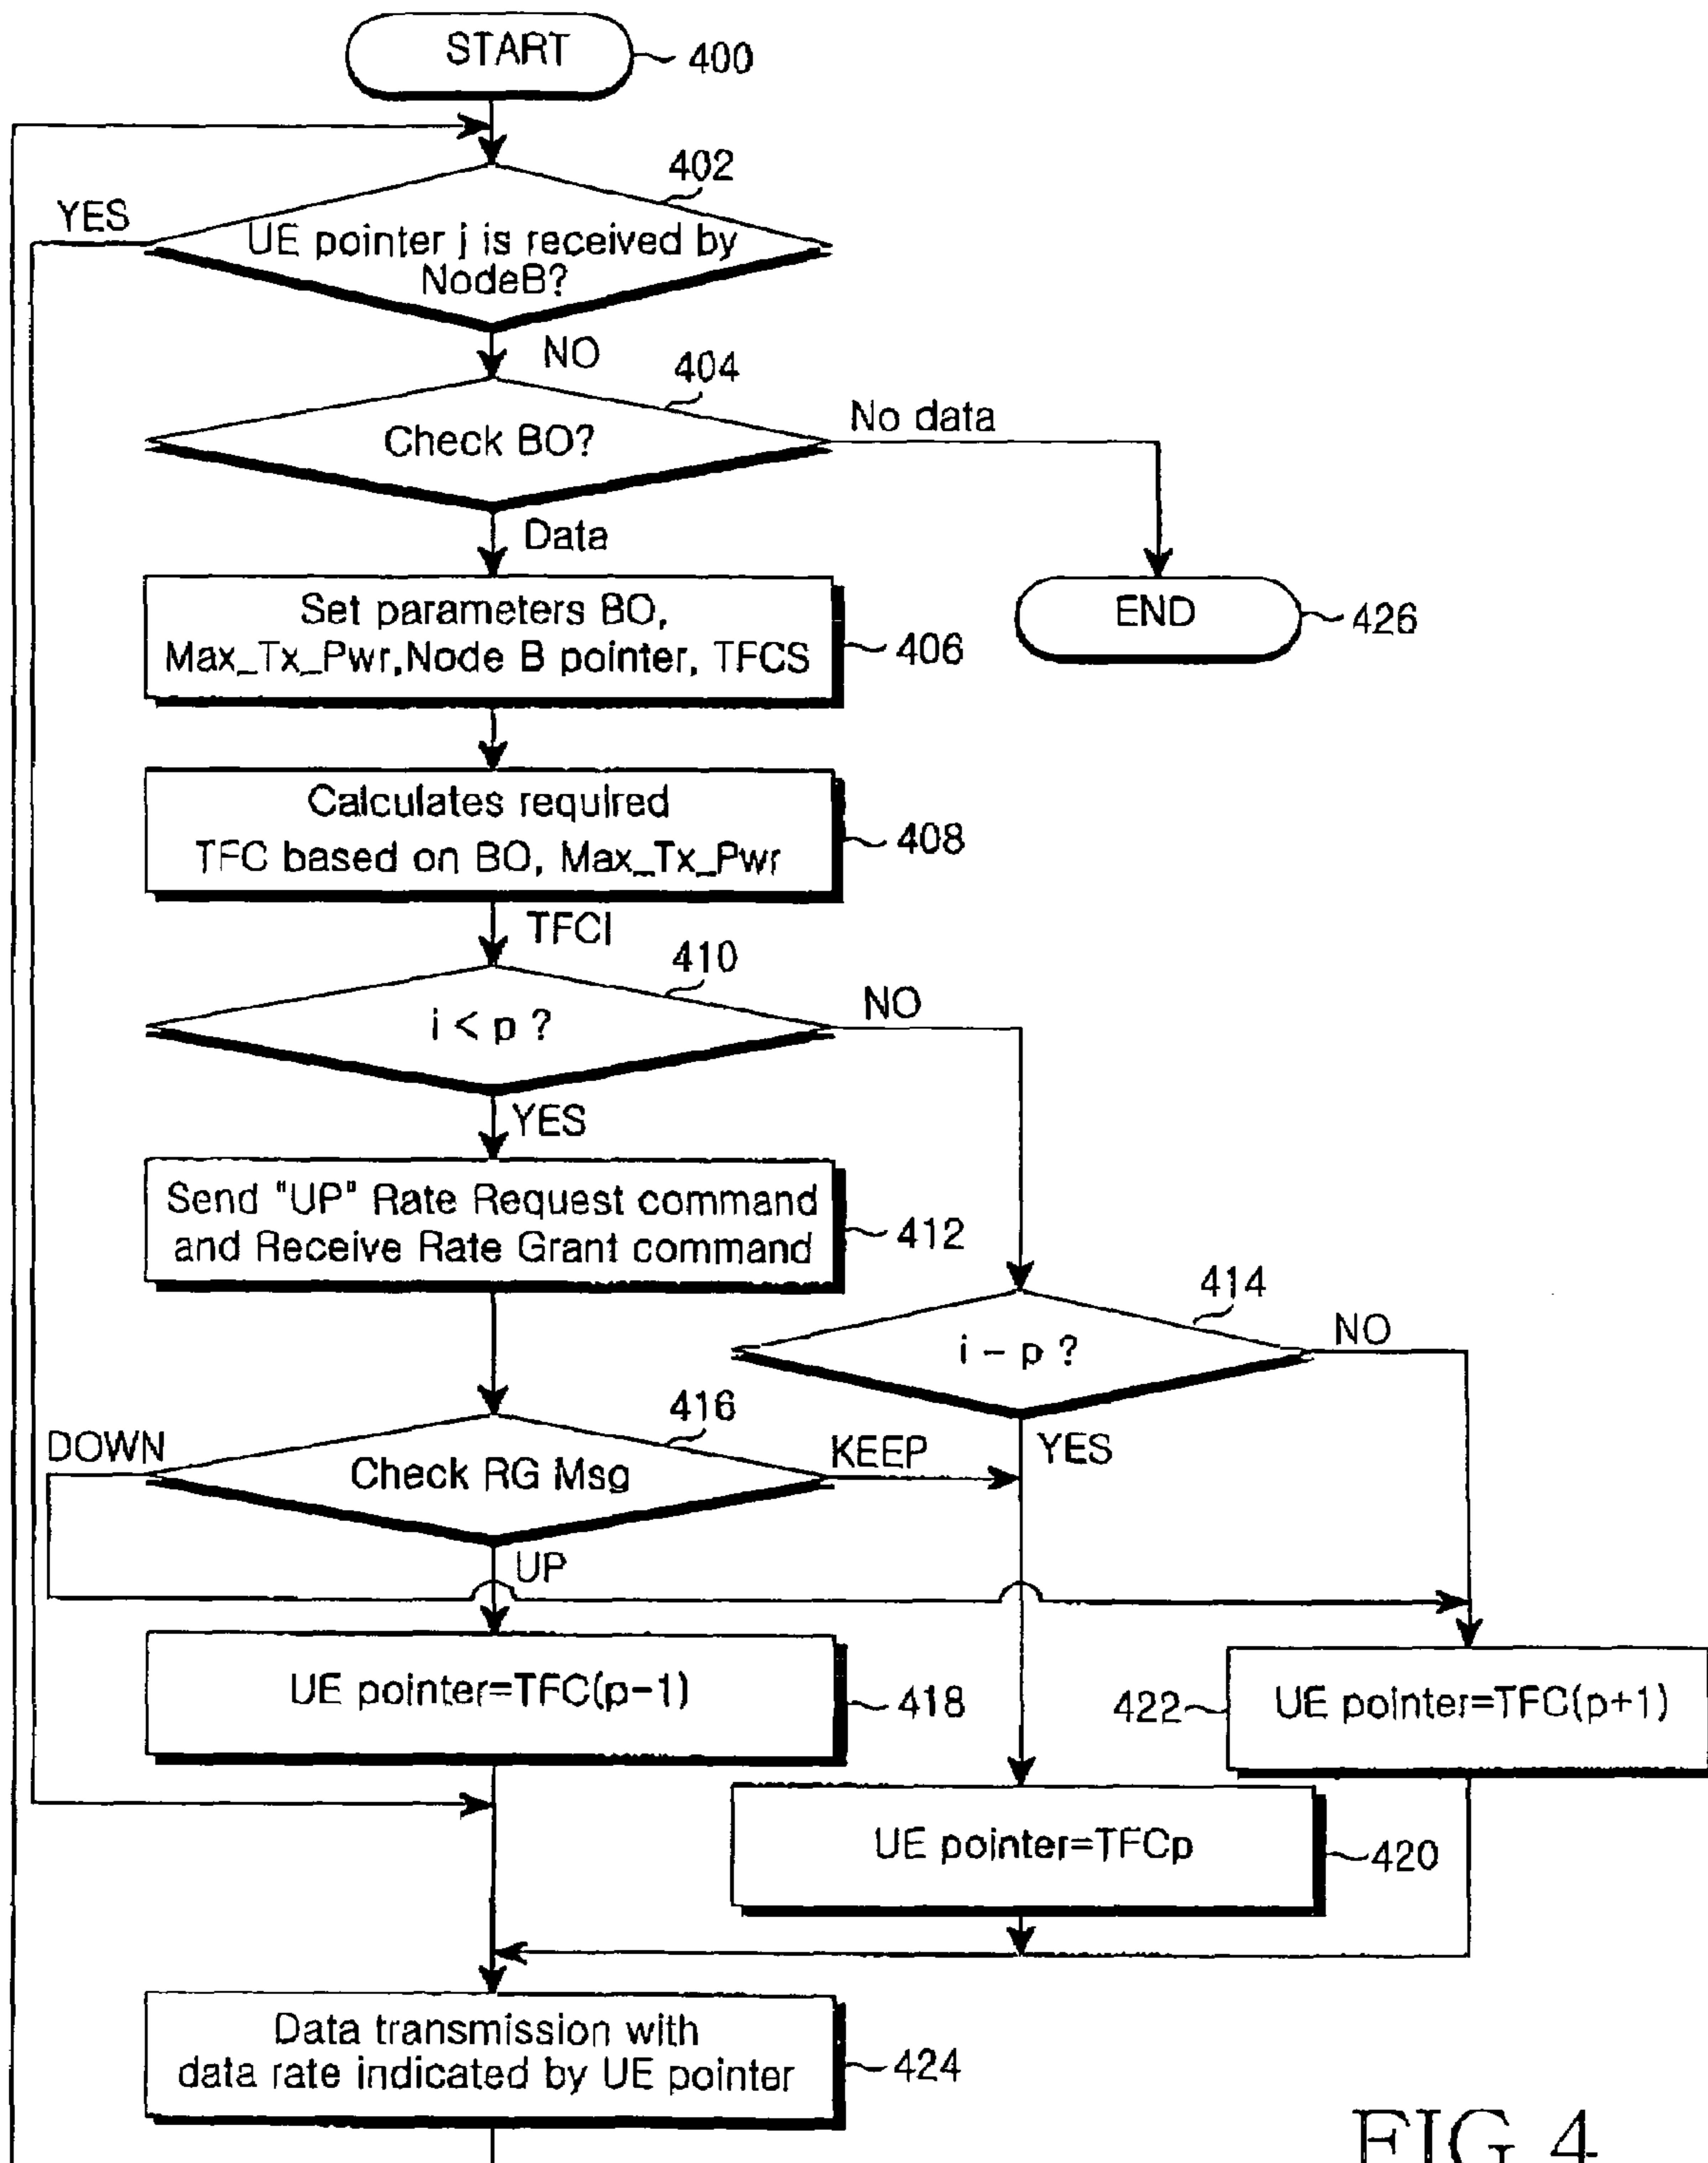 START
400
402
YES
UE pointer j is received by
NodeB?
NO
404
Check BO?
No data
Data
Set parameters BO,
Max_Tx_Pwr,Node B pointer, TFCS
406
END
426
Calculates required
TFC based on BO, Max_Tx_Pwr
408
TFCI
410
i < p ?
NO
YES
Send "UP" Rate Request command
and Receive Rate Grant command
412
414
i - p ?
NO
416
DOWN
Check RG Msg
KEEP
YES
UP
UE pointer=TFC(p-1)
418
422
UE pointer=TFC(p+1)
UE pointer=TFCp
420
Data transmission with
data rate indicated by UE pointer
424
FIG.4